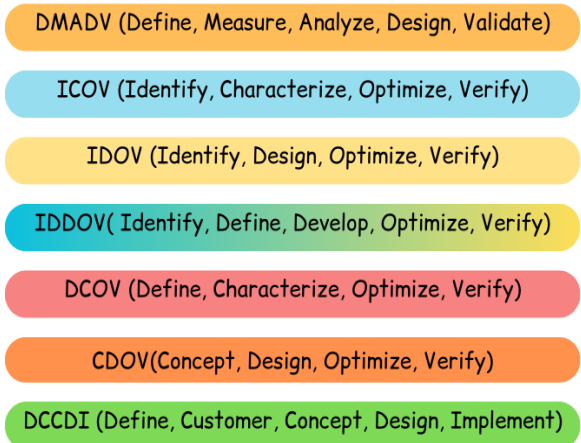 DMADV (Define, Measure, Analyze, Design, Validate)
ICOV (Identify, Characterize, Optimize, Verify)
IDOV (Identify, Design, Optimize, Verify)
IDDOV( Identify, Define, Develop, Optimize, Verify)
DCOV (Define, Characterize, Optimize, Verify)
CDOV(Concept, Design, Optimize, Verify)
DCCDI (Define, Customer, Concept, Design, Implement)